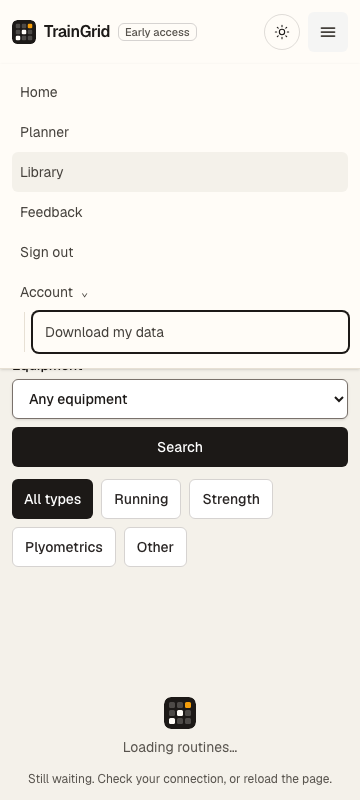 TrainGrid Early access
Home
Planner
Library
Feedback
Sign out
Account
Download my data
Equipment
Any equipment
Search
All types Running Strength
Plyometrics Other
Loading routines…
Still waiting. Check your connection, or reload the page.